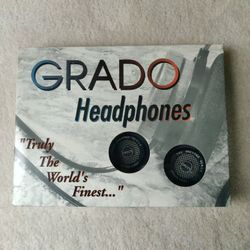 GRADO
Headphones
"Truly
The
World's
Finest..."